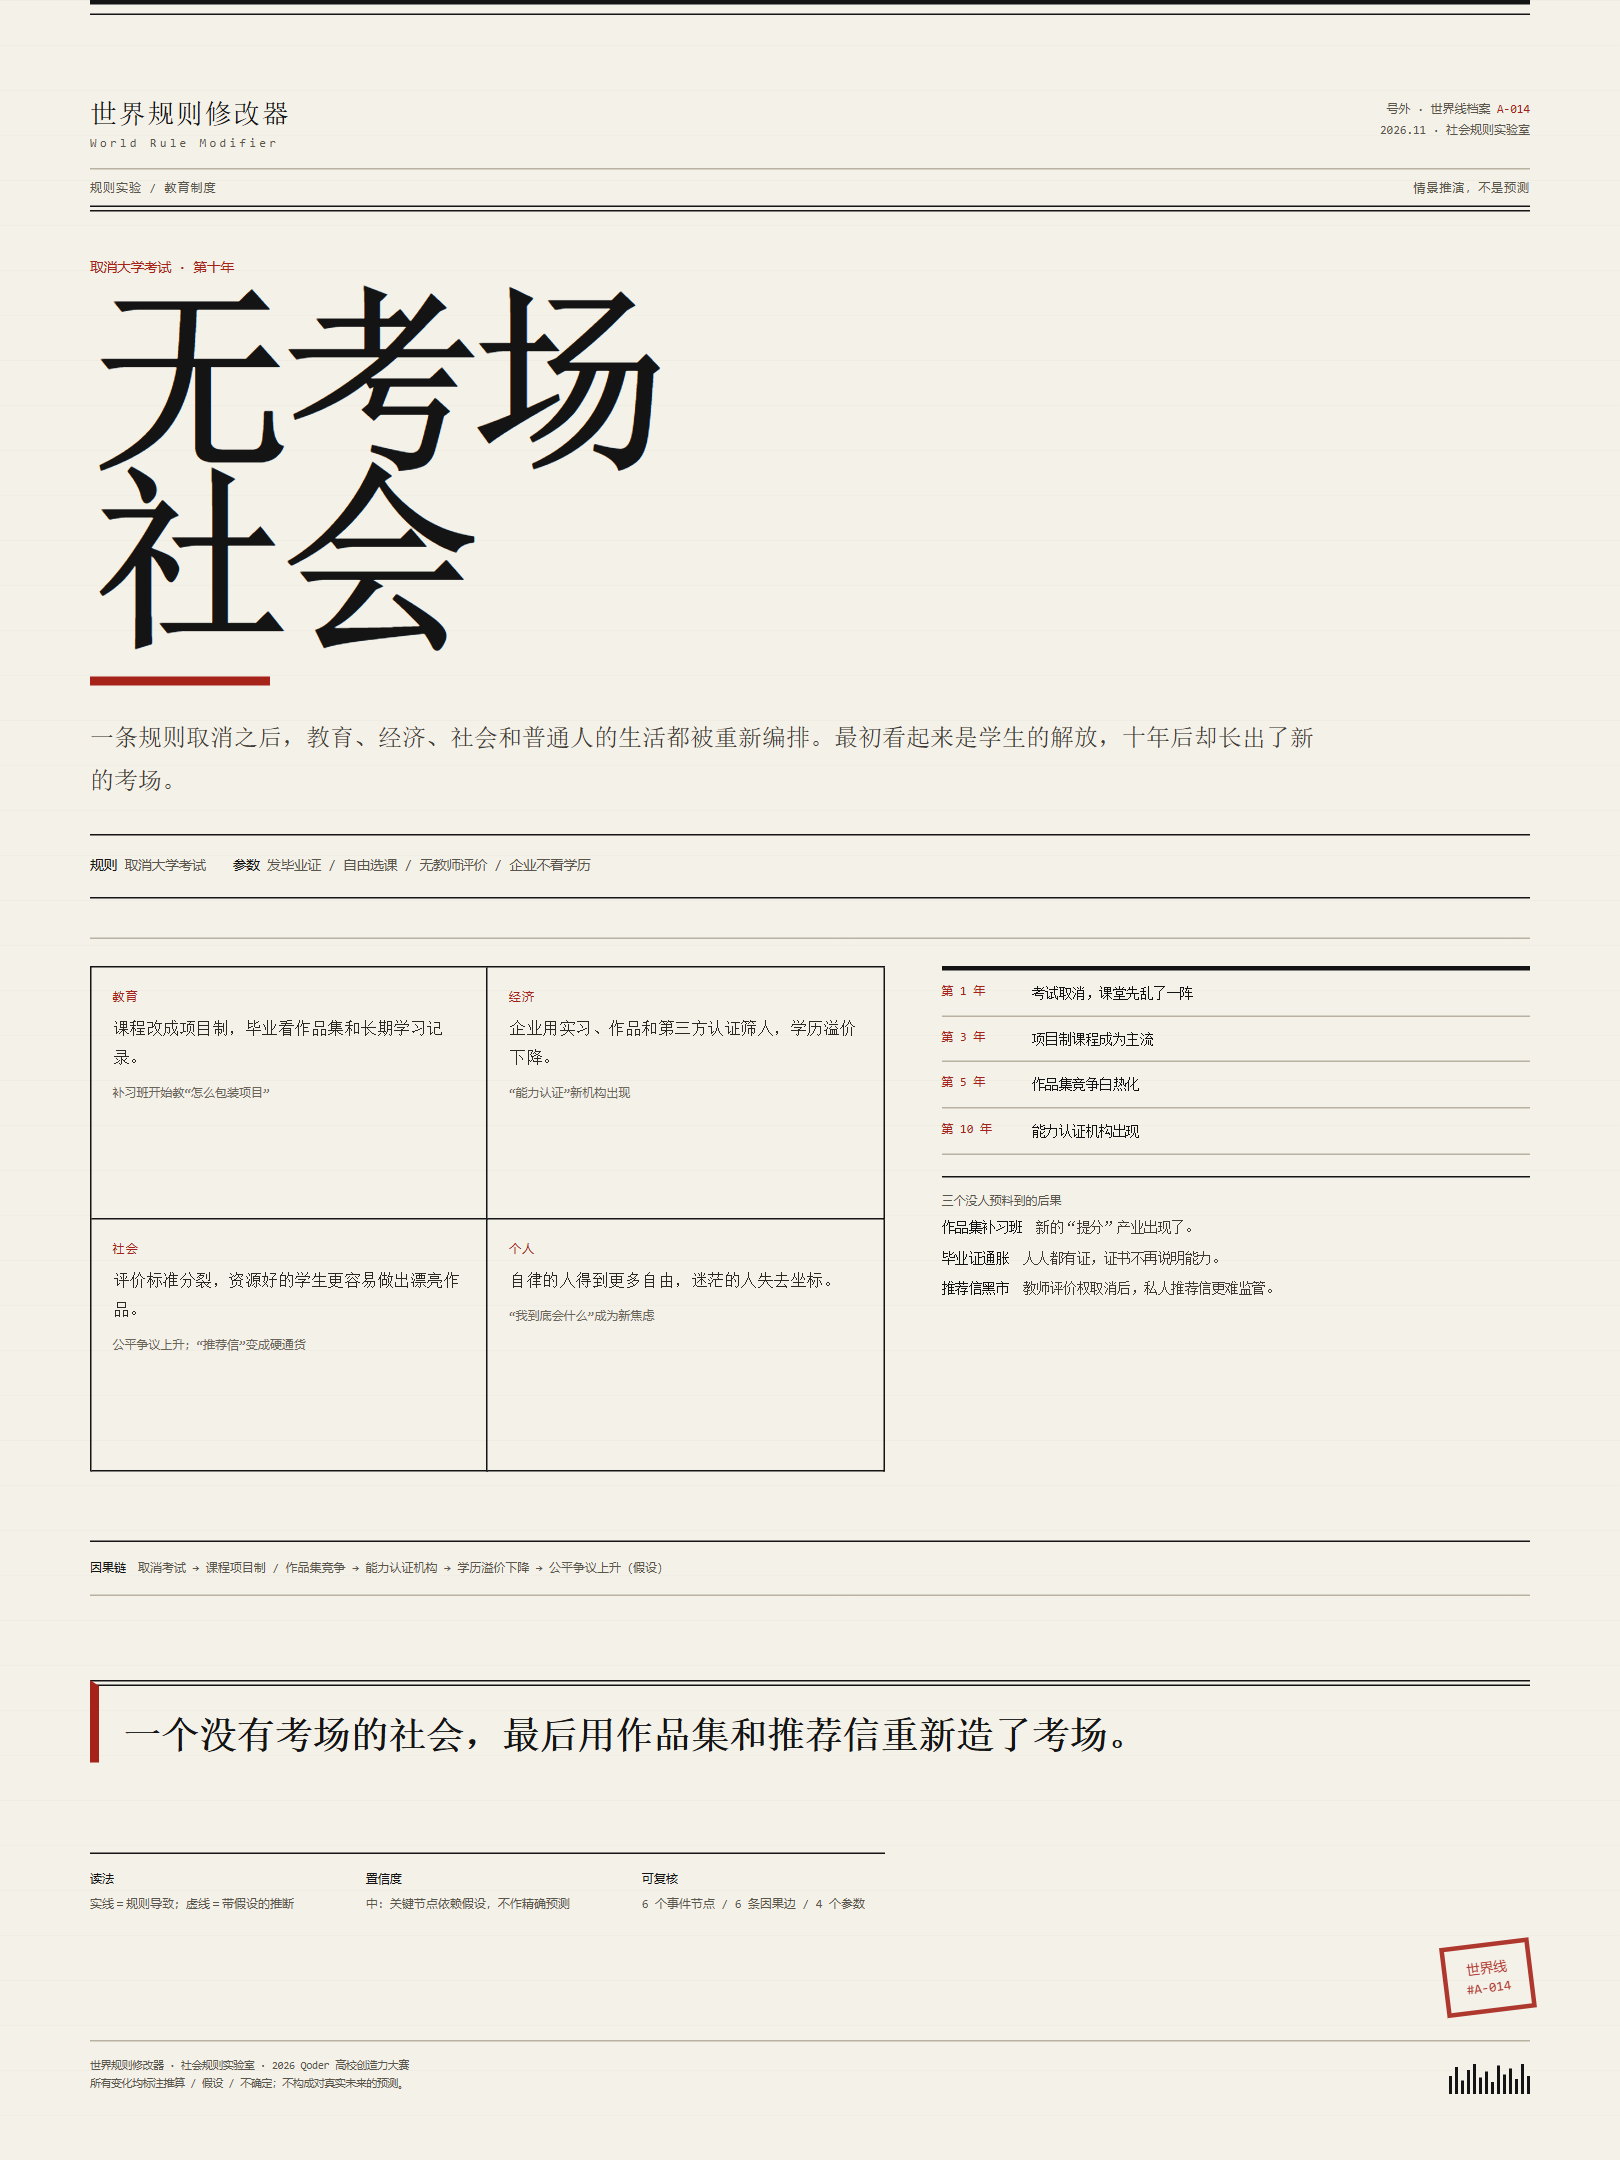 世界规则修改器
World Rule Modifier
号外 · 世界线档案 A-014
2026.11 · 社会规则实验室
规则实验 / 教育制度
情景推演，不是预测
取消大学考试 · 第十年
无考场
社会
一条规则取消之后，教育、经济、社会和普通人的生活都被重新编排。最初看起来是学生的解放，十年后却长出了新
的考场。
规则 取消大学考试 参数 发毕业证 / 自由选课 / 无教师评价 / 企业不看学历
教育
课程改成项目制，毕业看作品集和长期学习记
录。
补习班开始教“怎么包装项目”
经济
企业用实习、作品和第三方认证筛人，学历溢价
下降。
“能力认证”新机构出现
社会
评价标准分裂，资源好的学生更容易做出漂亮作
品。
公平争议上升；“推荐信”变成硬通货
个人
自律的人得到更多自由，迷茫的人失去坐标。
“我到底会什么”成为新焦虑
第 1 年 考试取消，课堂先乱了一阵
第 3 年 项目制课程成为主流
第 5 年 作品集竞争白热化
第 10 年 能力认证机构出现
三个没人预料到的后果
作品集补习班 新的“提分”产业出现了。
毕业证通胀 人人都有证，证书不再说明能力。
推荐信黑市 教师评价权取消后，私人推荐信更难监管。
因果链 取消考试 → 课程项目制 / 作品集竞争 → 能力认证机构 → 学历溢价下降 → 公平争议上升（假设）
一个没有考场的社会，最后用作品集和推荐信重新造了考场。
读法
实线=规则导致；虚线=带假设的推断
置信度
中：关键节点依赖假设，不作精确预测
可复核
6 个事件节点 / 6 条因果边 / 4 个参数
世界线
#A-014
世界规则修改器 · 社会规则实验室 · 2026 Qoder 高校创造力大赛
所有变化均标注推算 / 假设 / 不确定；不构成对真实未来的预测。